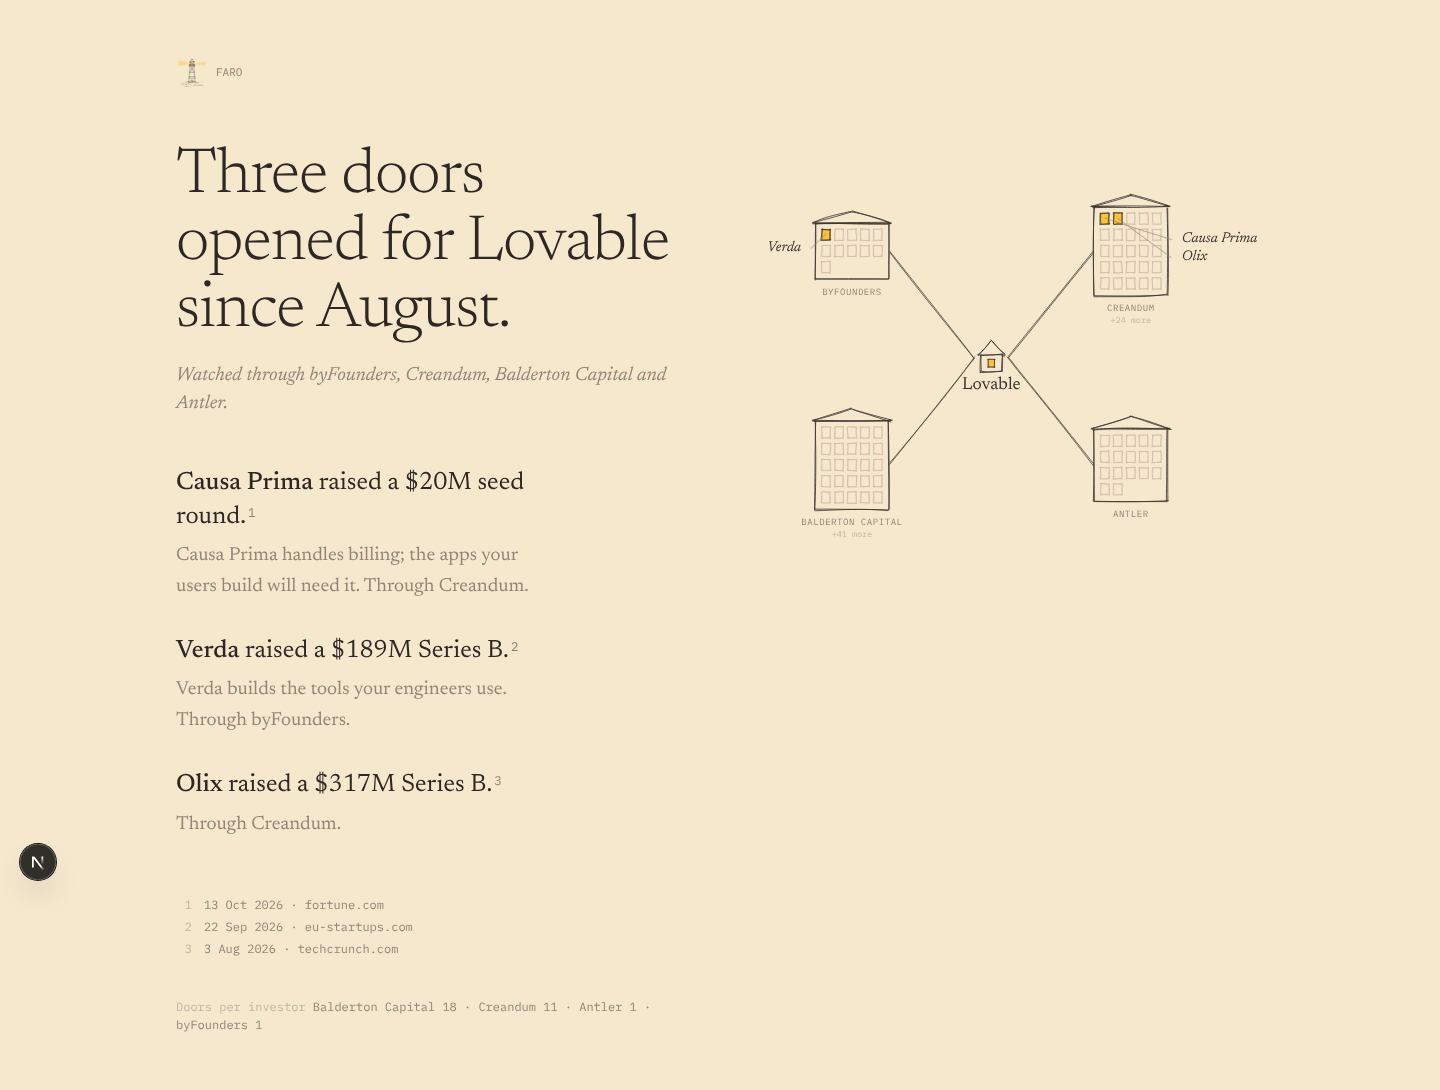 FARO
Three doors
opened for Lovable
since August.
Watched through byFounders, Creandum, Balderton Capital and
Antler.
Causa Prima raised a $20M seed
round.1
Causa Prima handles billing; the apps your
users build will need it. Through Creandum.
Verda raised a $189M Series B.2
Verda builds the tools your engineers use.
Through byFounders.
Olix raised a $317M Series B.3
Through Creandum.
1 13 Oct 2026 · fortune.com
2 22 Sep 2026 · eu-startups.com
3 3 Aug 2026 · techcrunch.com
Doors per investor Balderton Capital 18 · Creandum 11 · Antler 1 ·
byFounders 1
Verda
BYFOUNDERS
Causa Prima
Olix
CREANDUM
+24 more
Lovable
BALDERTON CAPITAL
+41 more
ANTLER
N